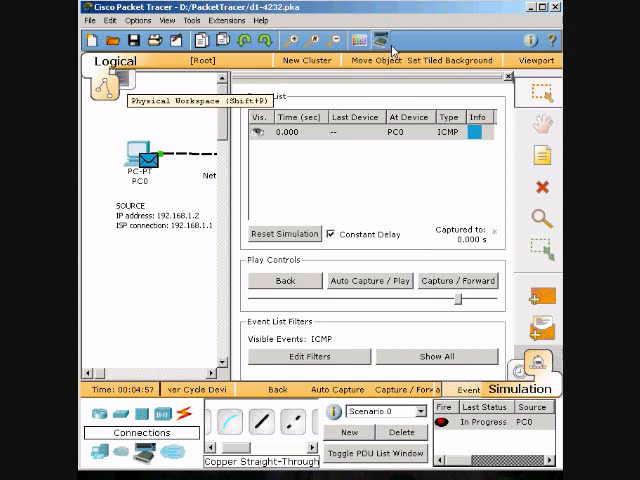 Cisco Packet Tracer - D:/PacketTracer/d1-4232.pka
File Edit Options View Tools Extensions Help
Logical [Root] New Cluster Move Object Set Tiled Background Viewport
Physical Workspace (Shift+P)
List
Vis. Time (sec) Last Device At Device Type Info
0.000 -- PC0 ICMP
PC-PT
PC0
Net
SOURCE
IP address: 192.168.1.2
ISP connection: 192.168.1.1
Reset Simulation Constant Delay Captured to: *
0.000 s
Play Controls
Back Auto Capture / Play Capture / Forward
Event List Filters
Visible Events: ICMP
Edit Filters Show All
Time: 00:04:57 ver Cycle Devi Back Auto Capture Capture / Forwa Event Simulation
Connections
Copper Straight-Through
Scenario 0
New Delete
Toggle PDU List Window
Fire Last Status Source
In Progress PC0